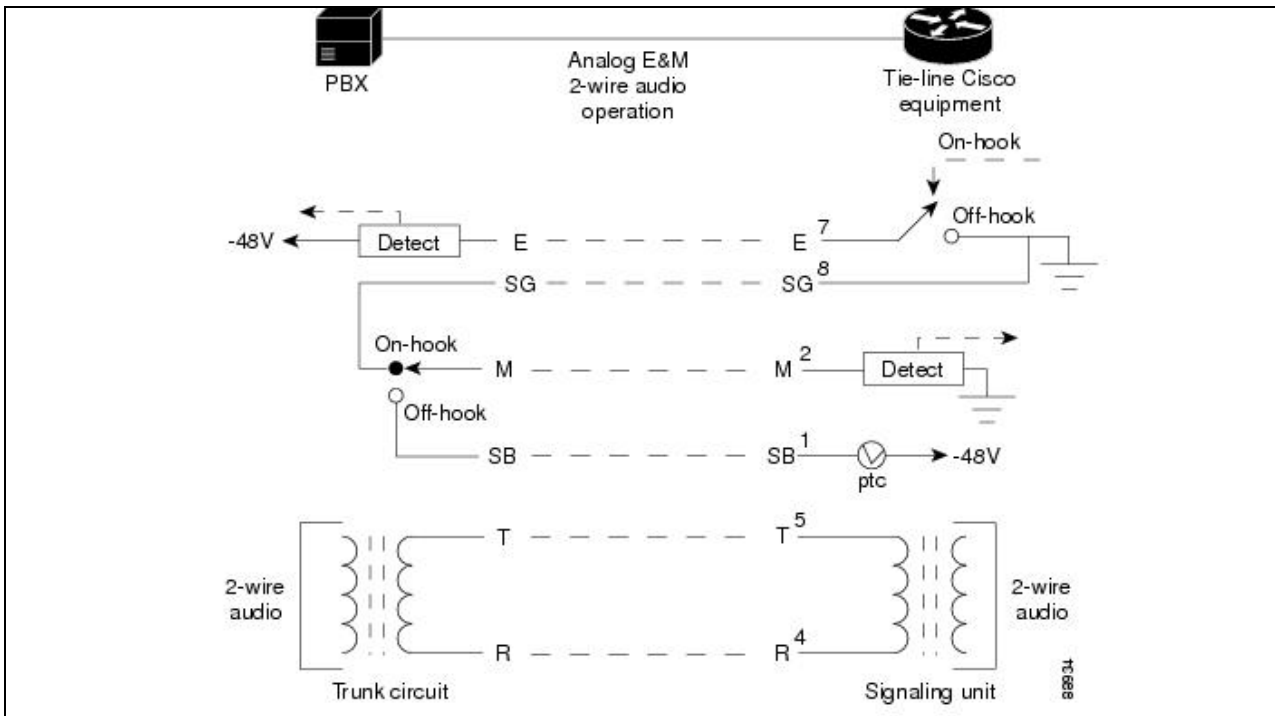 PBX
Analog E&M
2-wire audio
operation
Tie-line Cisco
equipment
On-hook
Off-hook
-48V
Detect
E
E
7
SG
SG
8
On-hook
Off-hook
M
M
2
Detect
SB
SB
1
ptc
-48V
2-wire
audio
T
T
5
R
R
4
2-wire
audio
Trunk circuit
Signaling unit